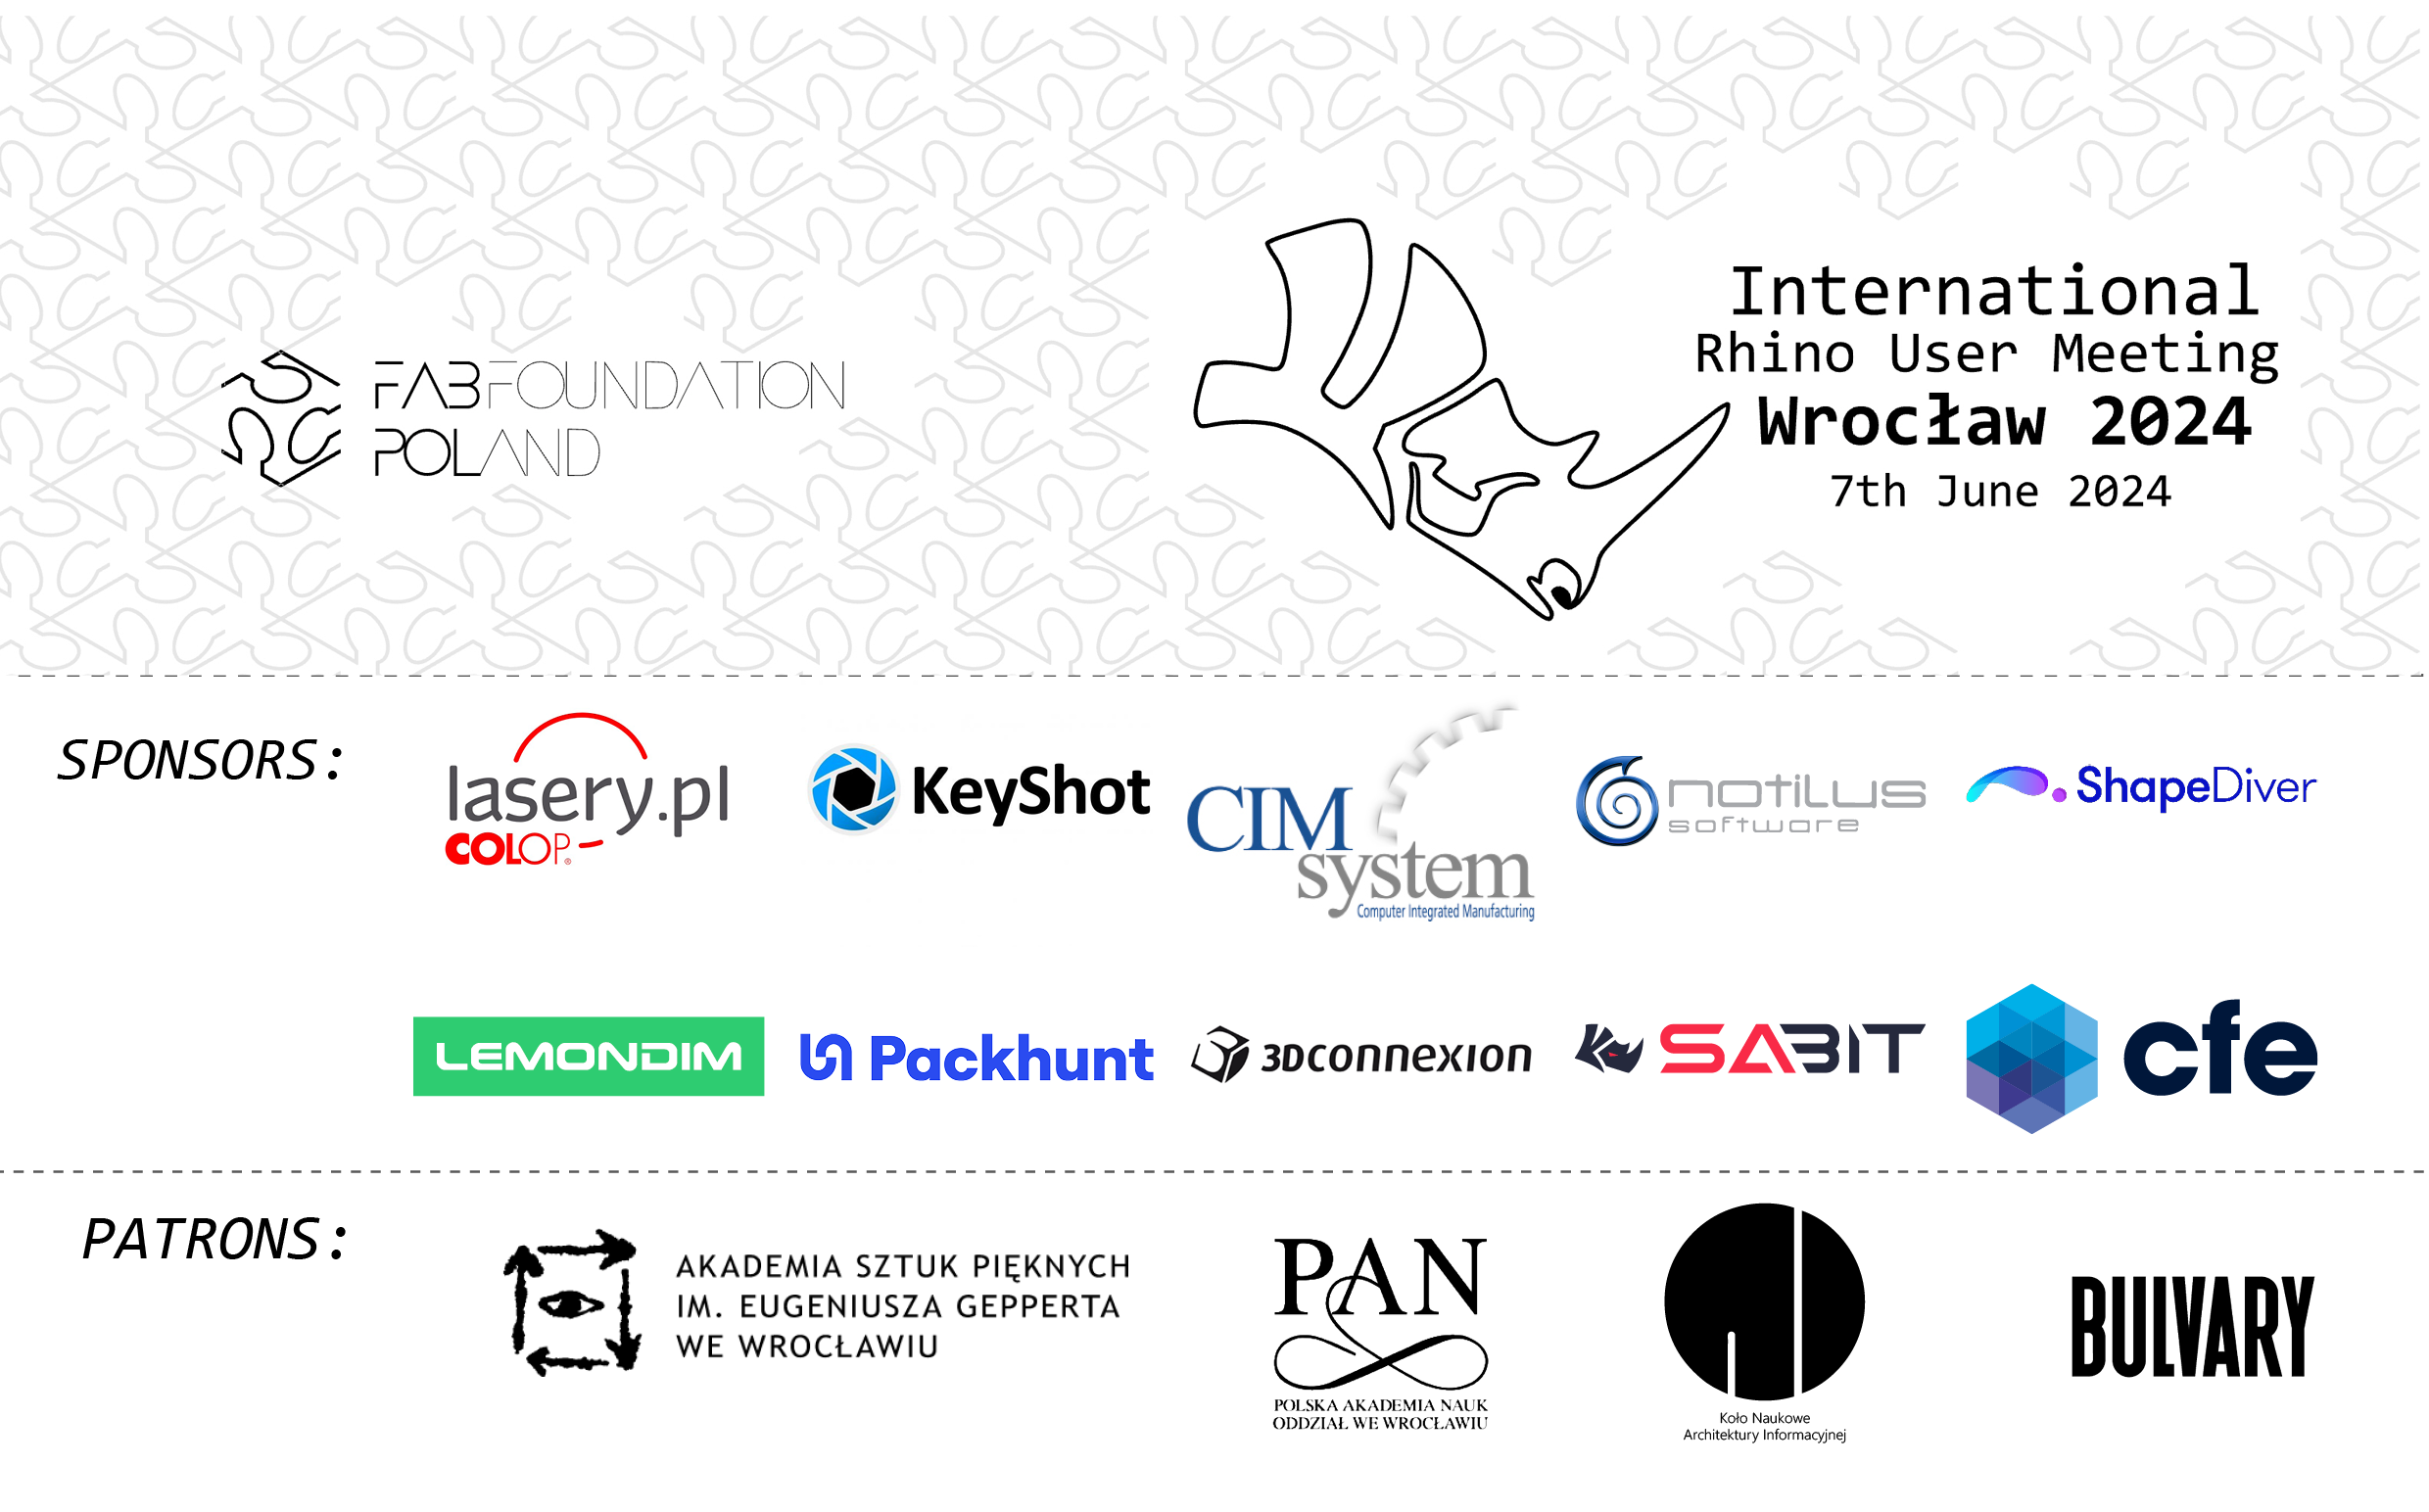 FABFOUNDATION
POLAND
International
Rhino User Meeting
Wrocław 2024
7th June 2024
SPONSORS:
lasery.pl
COLOP®
KeyShot
CIM
system
Computer Integrated Manufacturing
notilus
software
ShapeDiver
LEMONDIM
Packhunt
3Dconnexion
SABIT
cfe
PATRONS:
AKADEMIA SZTUK PIĘKNYCH
IM. EUGENIUSZA GEPPERTA
WE WROCŁAWIU
PAN
POLSKA AKADEMIA NAUK
ODDZIAŁ WE WROCŁAWIU
Koło Naukowe
Architektury Informacyjnej
BULVARY